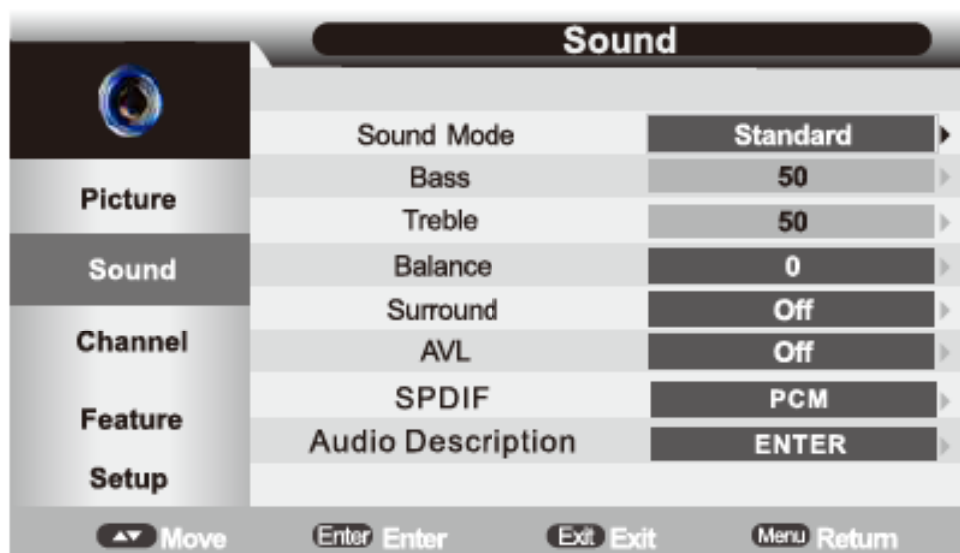 Sound
Sound Mode Standard
Bass 50
Picture
Treble 50
Sound
Balance 0
Surround Off
Channel
AVL Off
SPDIF PCM
Feature
Audio Description ENTER
Setup
Move Enter Enter Exit Exit Menu Return